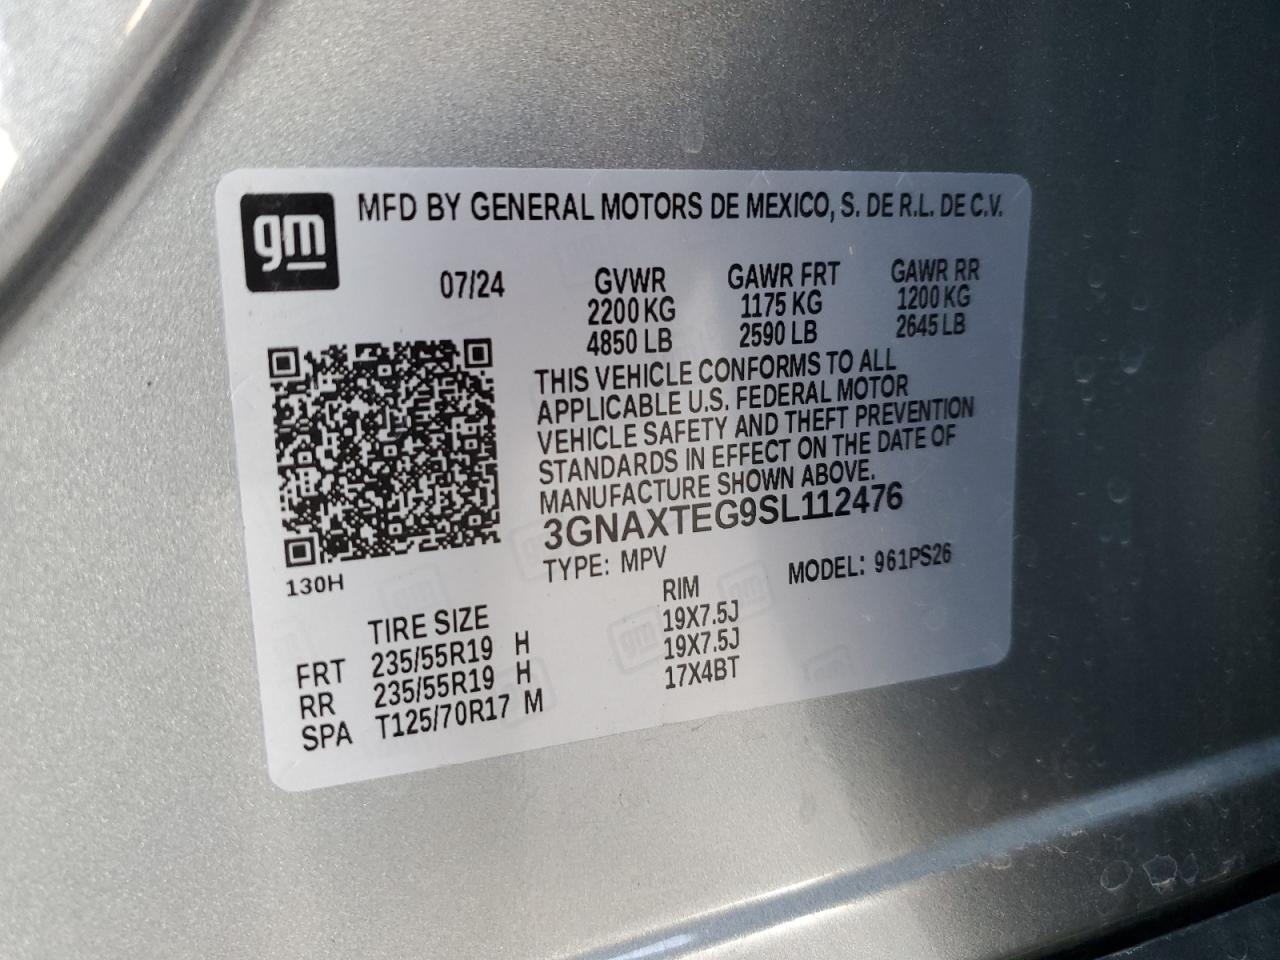 gm
MFD BY GENERAL MOTORS DE MEXICO, S. DE R.L. DE C.V.
07/24
GVWR GAWR FRT GAWR RR
2200 KG 1175 KG 1200 KG
4850 LB 2590 LB 2645 LB
THIS VEHICLE CONFORMS TO ALL
APPLICABLE U.S. FEDERAL MOTOR
VEHICLE SAFETY AND THEFT PREVENTION
STANDARDS IN EFFECT ON THE DATE OF
MANUFACTURE SHOWN ABOVE.
3GNAXTEG9SL112476
TYPE: MPV MODEL: 961PS26
130H
TIRE SIZE RIM
FRT 235/55R19 H 19X7.5J
RR 235/55R19 H 19X7.5J
SPA T125/70R17 M 17X4BT